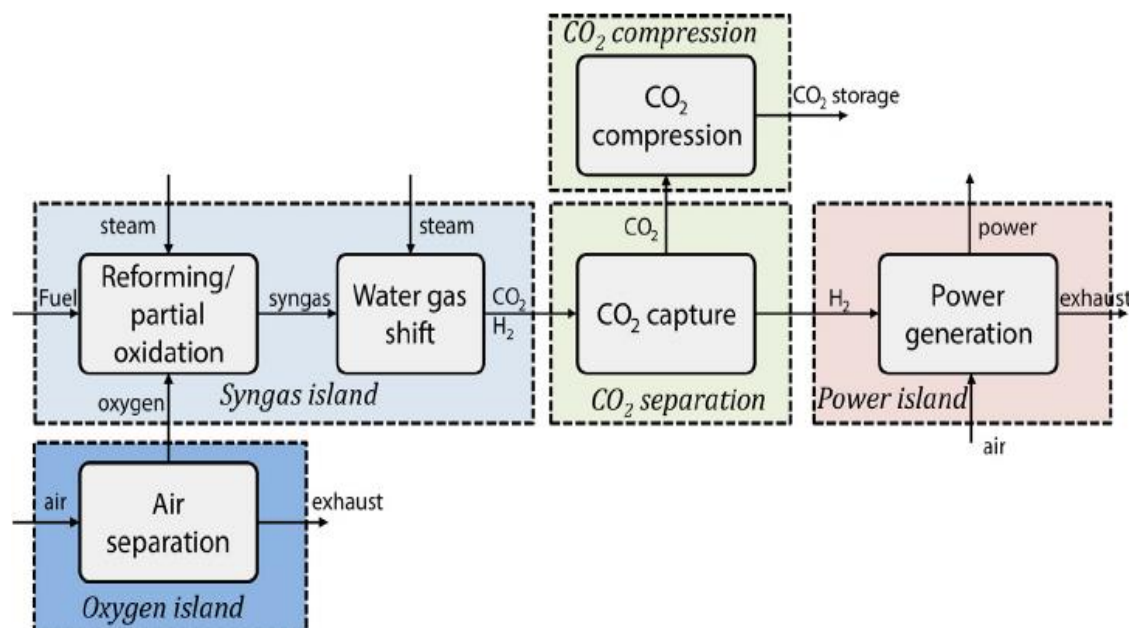 CO₂ compression
CO₂
compression
CO₂ storage
steam
steam
CO₂
power
Fuel
Reforming/
partial
oxidation
syngas
Water gas
shift
CO₂
H₂
CO₂ capture
H₂
Power
generation
exhaust
Syngas island
CO₂ separation
Power island
oxygen
air
air
Air
separation
exhaust
Oxygen island